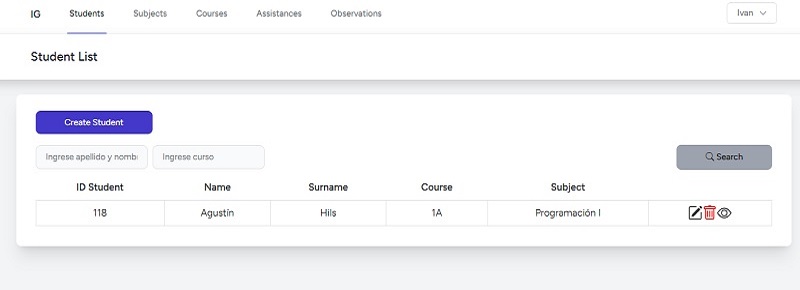 IG Students Subjects Courses Assistances Observations Ivan
Student List
Create Student
Ingrese apellido y nomb Ingrese curso Search
ID Student Name Surname Course Subject
118 Agustín Hils 1A Programación I